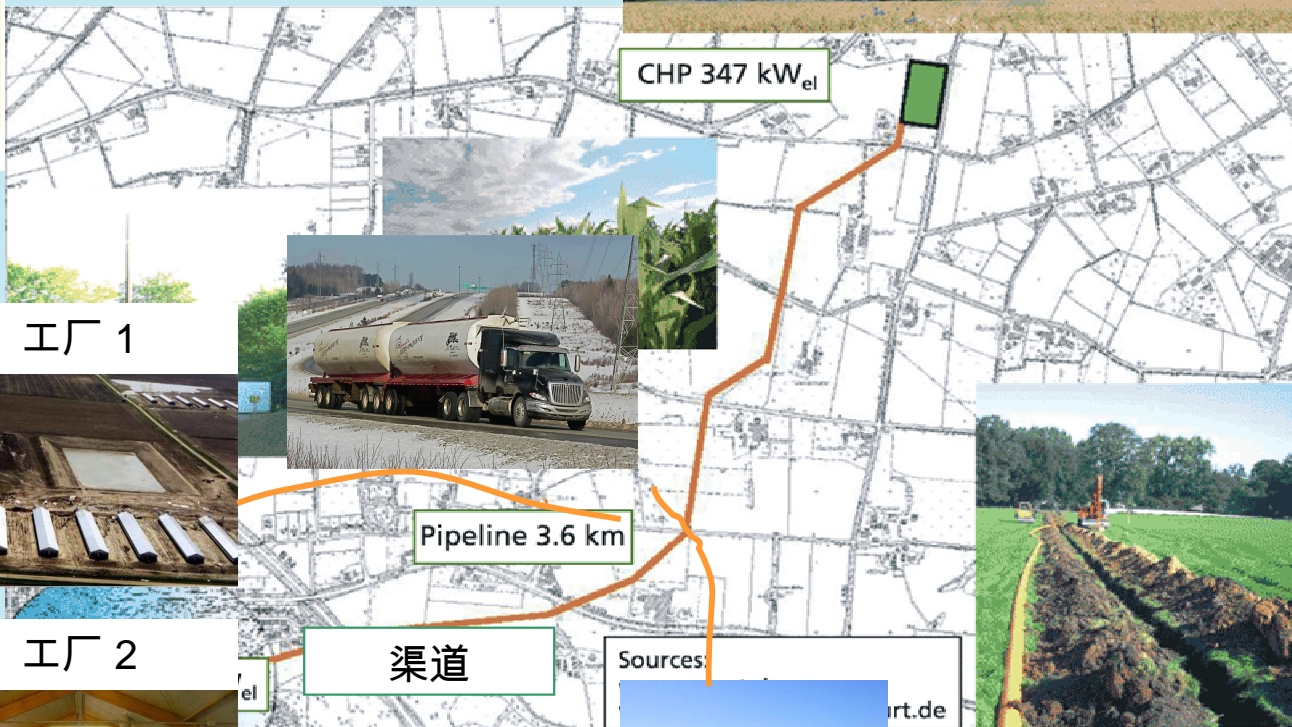 CHP 347 kWel
工厂 1
Pipeline 3.6 km
工厂 2
渠道
Sources:
el
urt.de